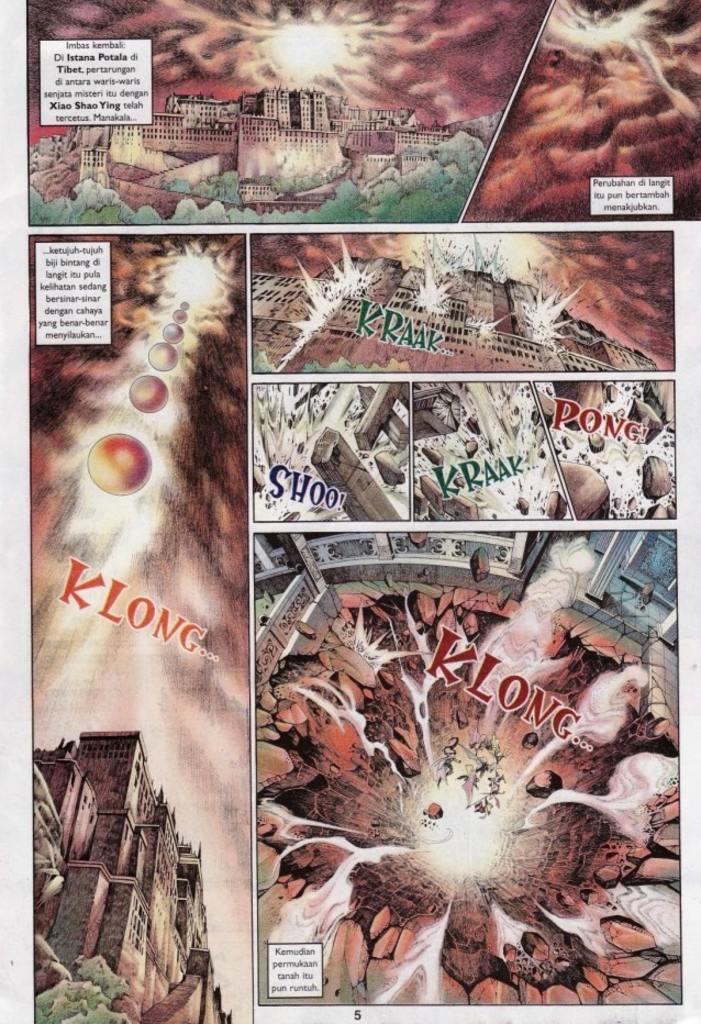 Imbas kembali:
Di Istana Potala di
Tibet, pertarungan
di antara waris-waris
senjata misteri itu dengan
Xiao Shao Ying telah
tercetus. Manakala...
Perubahan di langit
itu pun bertambah
menakjubkan.
...ketujuh-tujuh
biji bintang di
langit itu pula
kelihatan sedang
bersinar-sinar
dengan cahaya
yang benar-benar
menyilaukan...
KLONG...
KRAAK...
SHOO!
KRAAK...
PONG!
KLONG...
Kemudian
permukaan
tanah itu
pun runtuh.
5